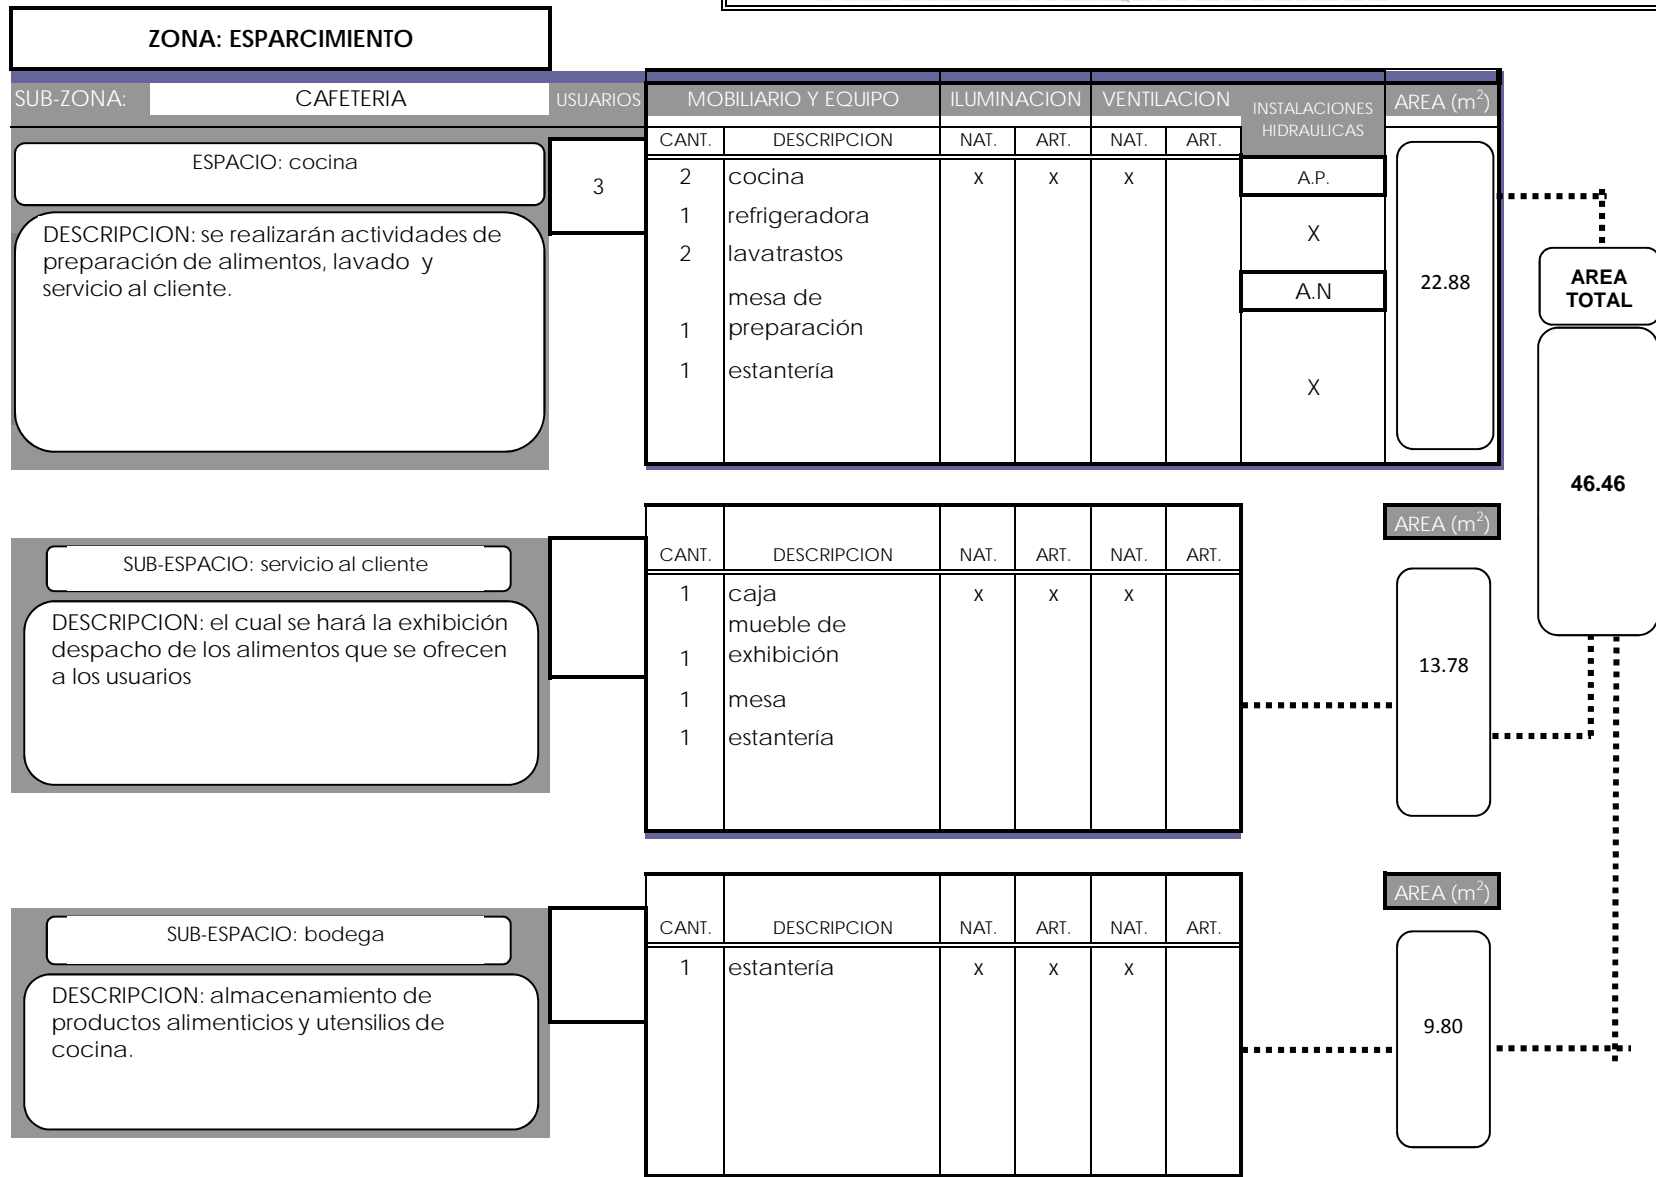 ZONA: ESPARCIMIENTO
SUB-ZONA: CAFETERIA USUARIOS MOBILIARIO Y EQUIPO ILUMINACION VENTILACION INSTALACIONES HIDRAULICAS AREA (m²)
CANT. DESCRIPCION NAT. ART. NAT. ART.
ESPACIO: cocina
3
DESCRIPCION: se realizarán actividades de
preparación de alimentos, lavado y
servicio al cliente.
2 cocina x x x A.P.
1 refrigeradora
X
2 lavatrastos
A.N
mesa de
1 preparación
1 estantería
X
22.88
AREA
TOTAL
46.46
AREA (m²)
SUB-ESPACIO: servicio al cliente
CANT. DESCRIPCION NAT. ART. NAT. ART.
DESCRIPCION: el cual se hará la exhibición
despacho de los alimentos que se ofrecen
a los usuarios
1 caja x x x
mueble de
1 exhibición
1 mesa
1 estantería
13.78
AREA (m²)
SUB-ESPACIO: bodega
CANT. DESCRIPCION NAT. ART. NAT. ART.
DESCRIPCION: almacenamiento de
productos alimenticios y utensilios de
cocina.
1 estantería x x x
9.80